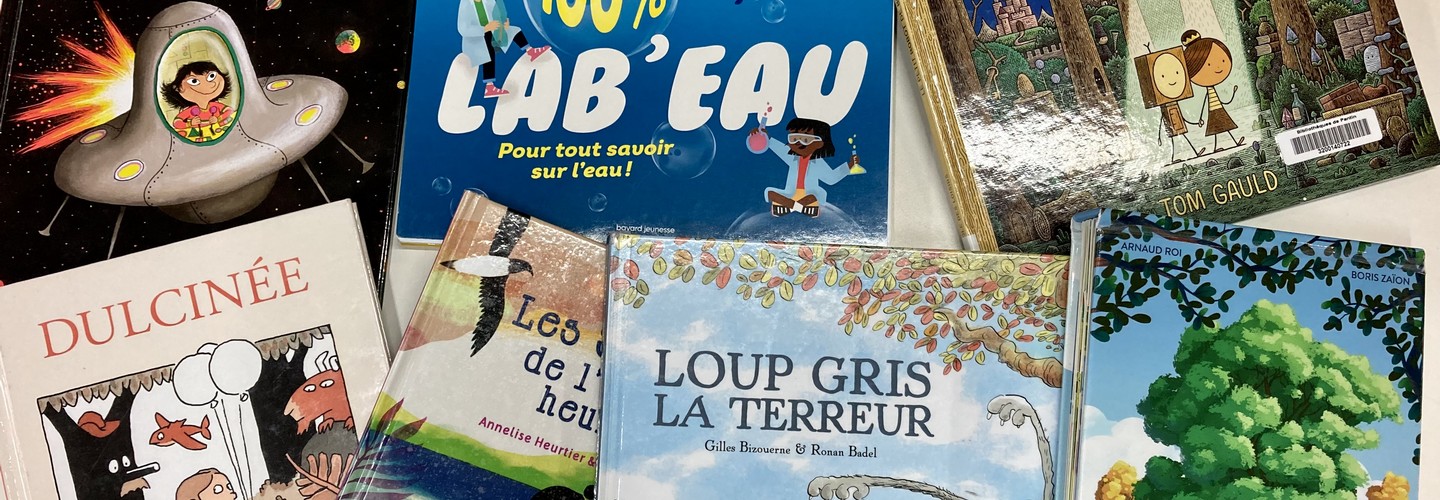 100%
LAB'EAU
Pour tout savoir
sur l'eau!
bayard jeunesse
Bibliothèques de Pantin
TOM GAULD
DULCINÉE
Les
de l'
heu
Annelise Heurtier &
LOUP GRIS
LA TERREUR
Gilles Bizouerne & Ronan Badel
ARNAUD ROI
BORIS ZAÏON